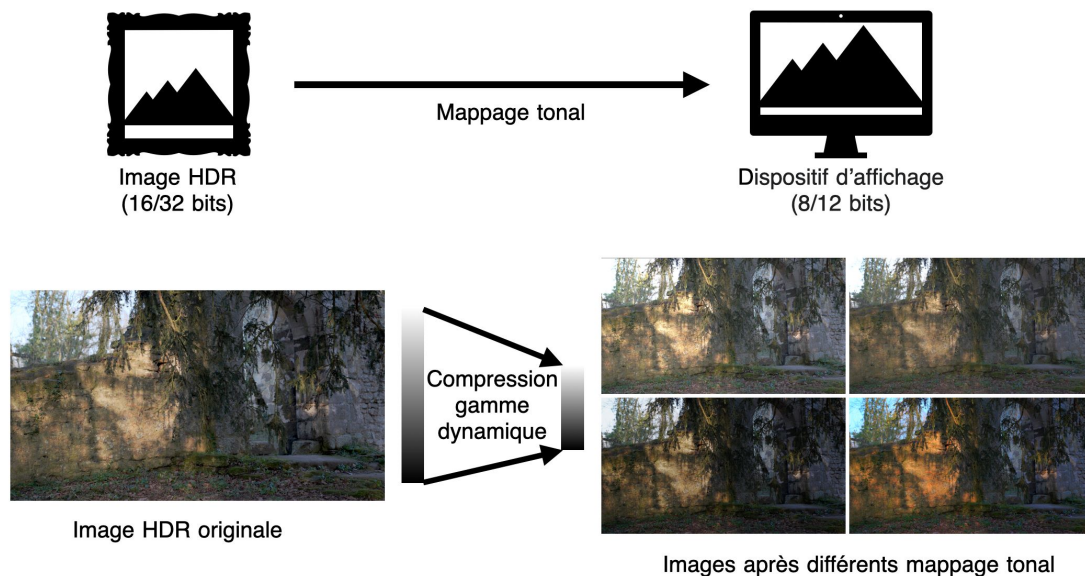 Mappage tonal
Image HDR
(16/32 bits)
Dispositif d'affichage
(8/12 bits)
Compression
gamme
dynamique
Image HDR originale
Images après différents mappage tonal